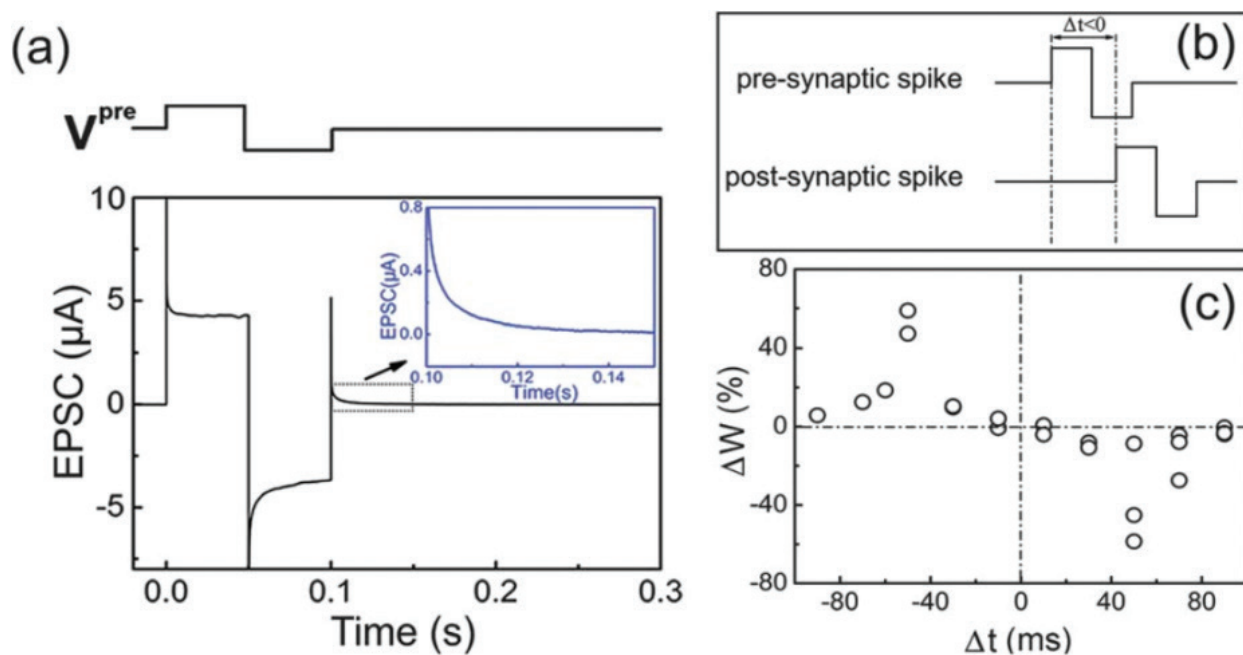 (a)
V^pre
EPSC (μA)
10
5
0
-5
0.0 0.1 0.2 0.3
Time (s)
EPSC(μA)
0.8
0.4
0.0
0.10 0.12 0.14
Time(s)
(b)
Δt<0
pre-synaptic spike
post-synaptic spike
(c)
ΔW (%)
80
40
0
-40
-80
-80 -40 0 40 80
Δt (ms)